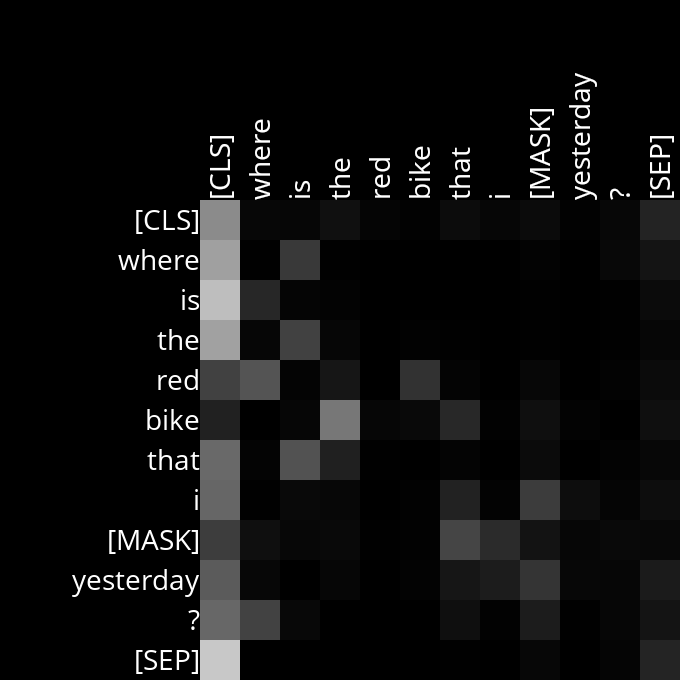 [CLS] where is the red bike that i [MASK] yesterday ? [SEP]
[CLS]
where
is
the
red
bike
that
i
[MASK]
yesterday
?
[SEP]